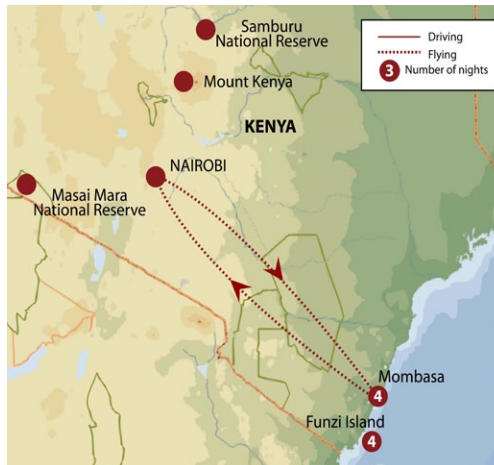 Samburu
National Reserve
Driving
Flying
3 Number of nights
Mount Kenya
KENYA
NAIROBI
Masai Mara
National Reserve
Mombasa
4
Funzi Island
4